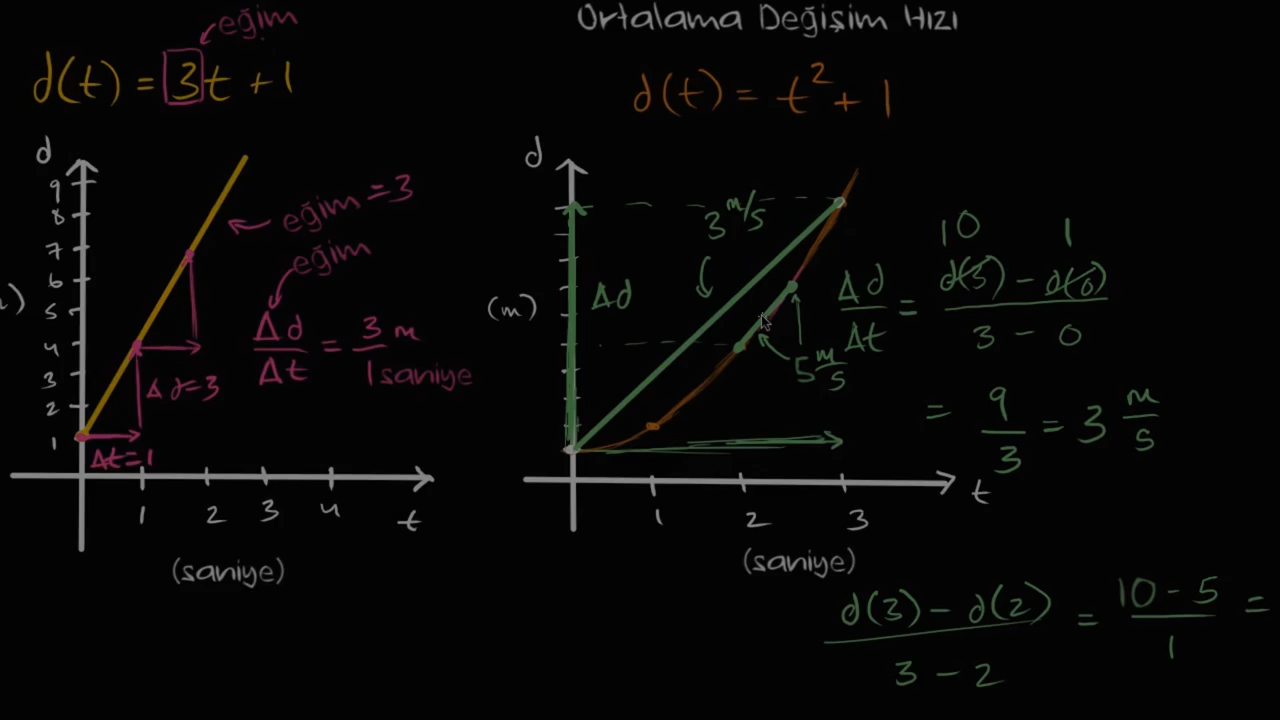 Ortalama Değişim Hızı
eğim
d(t) = 3t + 1
d(t) = t² + 1
d
9
8
7
6
5
4
3
2
1
eğim = 3
eğim
Δd/Δt = 3 m / 1 saniye
Δd=3
Δt=1
1 2 3 4 t
(saniye)
d
(m)
Δd
3 m/s
5 m/s
1 2 3
t
(saniye)
10 1
Δd/Δt = d(3) - d(0) / 3 - 0
= 9/3 = 3 m/s
d(3) - d(2) / 3 - 2 = 10 - 5 / 1 =